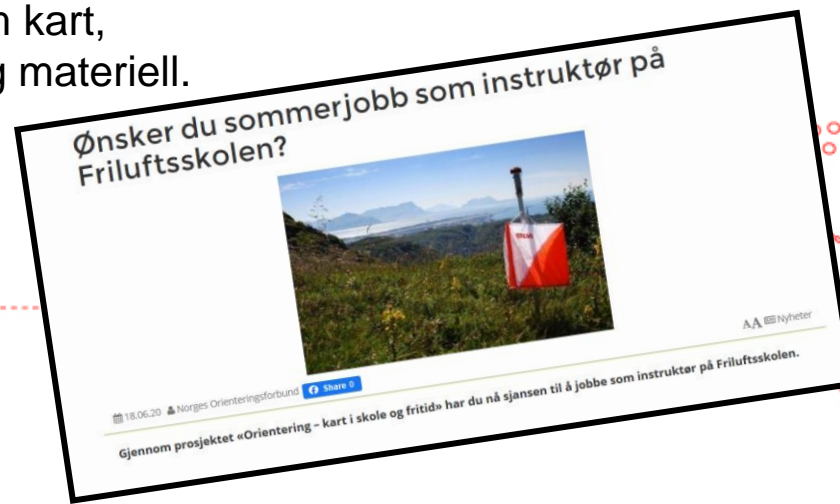 n kart,
g materiell.
Ønsker du sommerjobb som instruktør på
Friluftsskolen?
AA Nyheter
18.06.20 Norges Orienteringsforbund Share 0
Gjennom prosjektet «Orientering – kart i skole og fritid» har du nå sjansen til å jobbe som instruktør på Friluftsskolen.